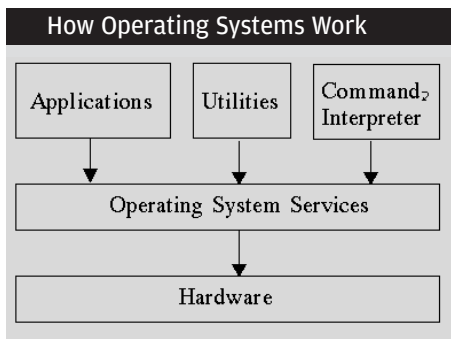 How Operating Systems Work
Applications
Utilities
Command
Interpreter
Operating System Services
Hardware